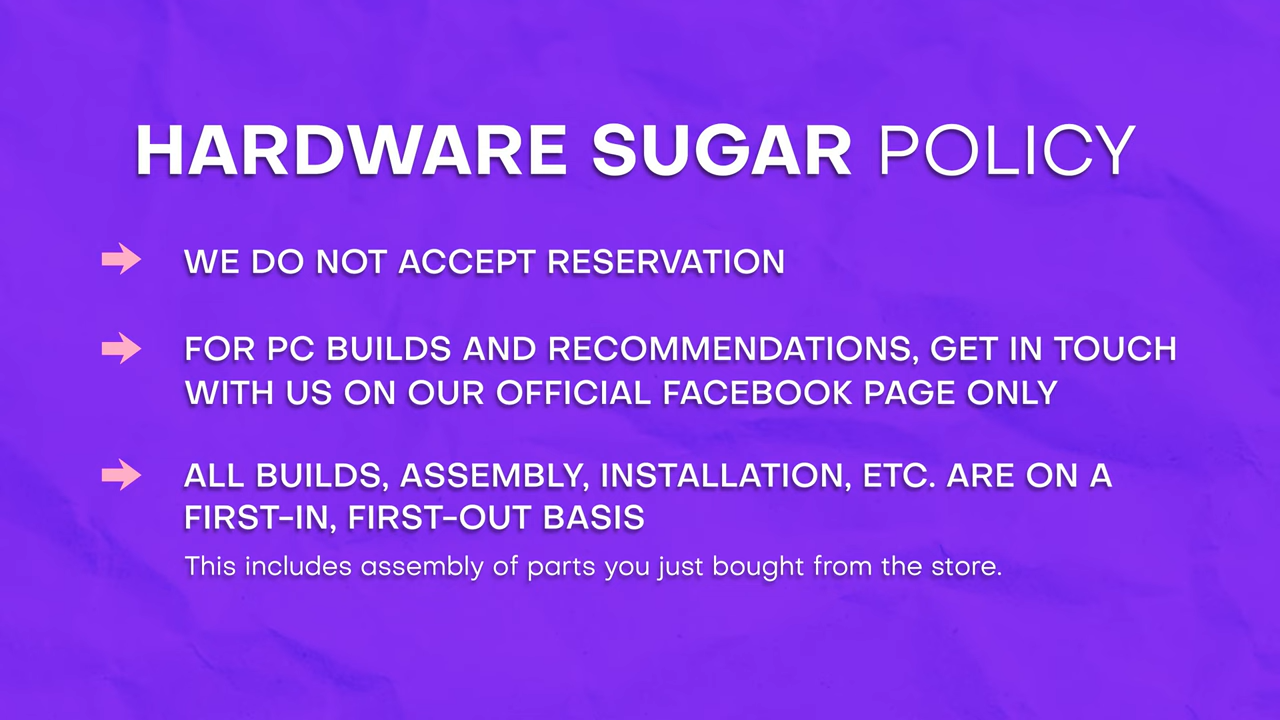 HARDWARE SUGAR POLICY
WE DO NOT ACCEPT RESERVATION
FOR PC BUILDS AND RECOMMENDATIONS, GET IN TOUCH
WITH US ON OUR OFFICIAL FACEBOOK PAGE ONLY
ALL BUILDS, ASSEMBLY, INSTALLATION, ETC. ARE ON A
FIRST-IN, FIRST-OUT BASIS
This includes assembly of parts you just bought from the store.